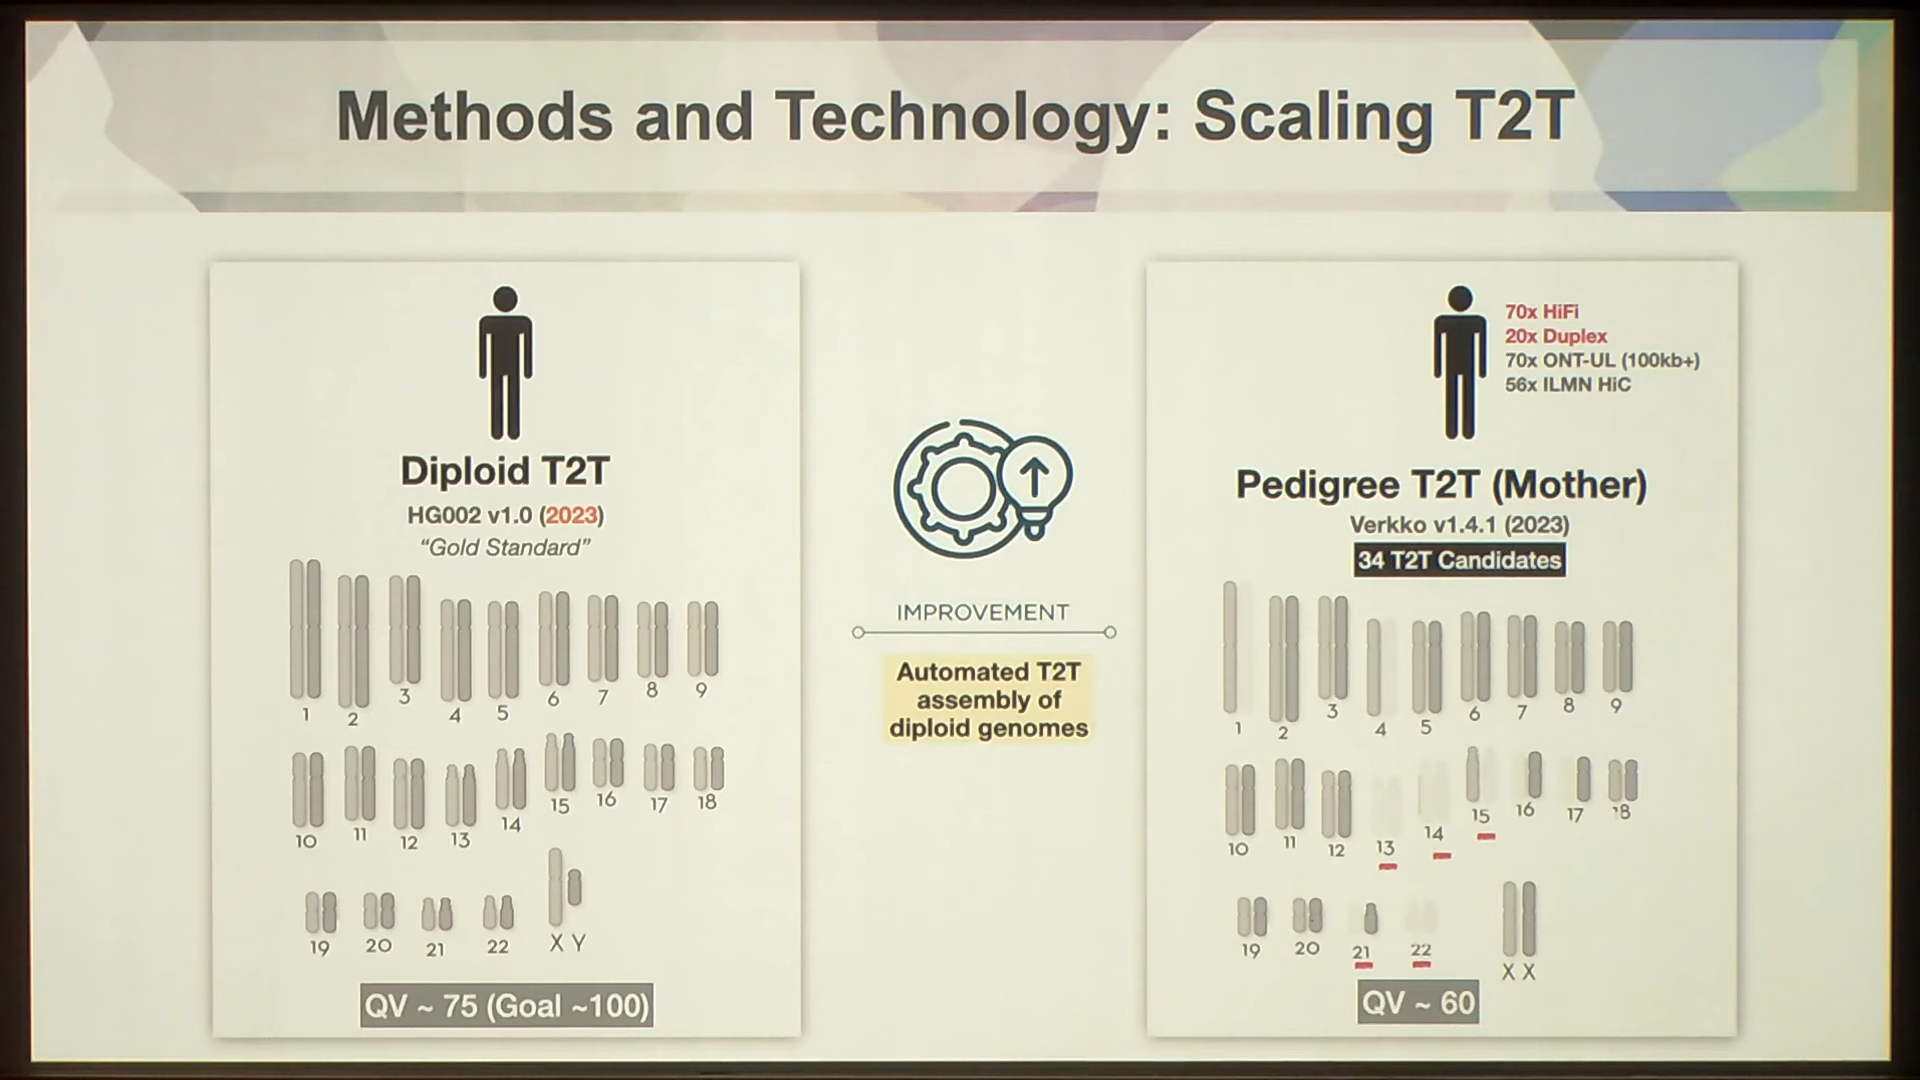 Methods and Technology: Scaling T2T
Diploid T2T
HG002 v1.0 (2023)
“Gold Standard”
1 2 3 4 5 6 7 8 9
10 11 12 13 14 15 16 17 18
19 20 21 22 X Y
QV ~ 75 (Goal ~100)
IMPROVEMENT
Automated T2T
assembly of
diploid genomes
70x HiFi
20x Duplex
70x ONT-UL (100kb+)
56x ILMN HiC
Pedigree T2T (Mother)
Verkko v1.4.1 (2023)
34 T2T Candidates
1 2 3 4 5 6 7 8 9
10 11 12 13 14 15 16 17 18
19 20 21 22 X X
QV ~ 60